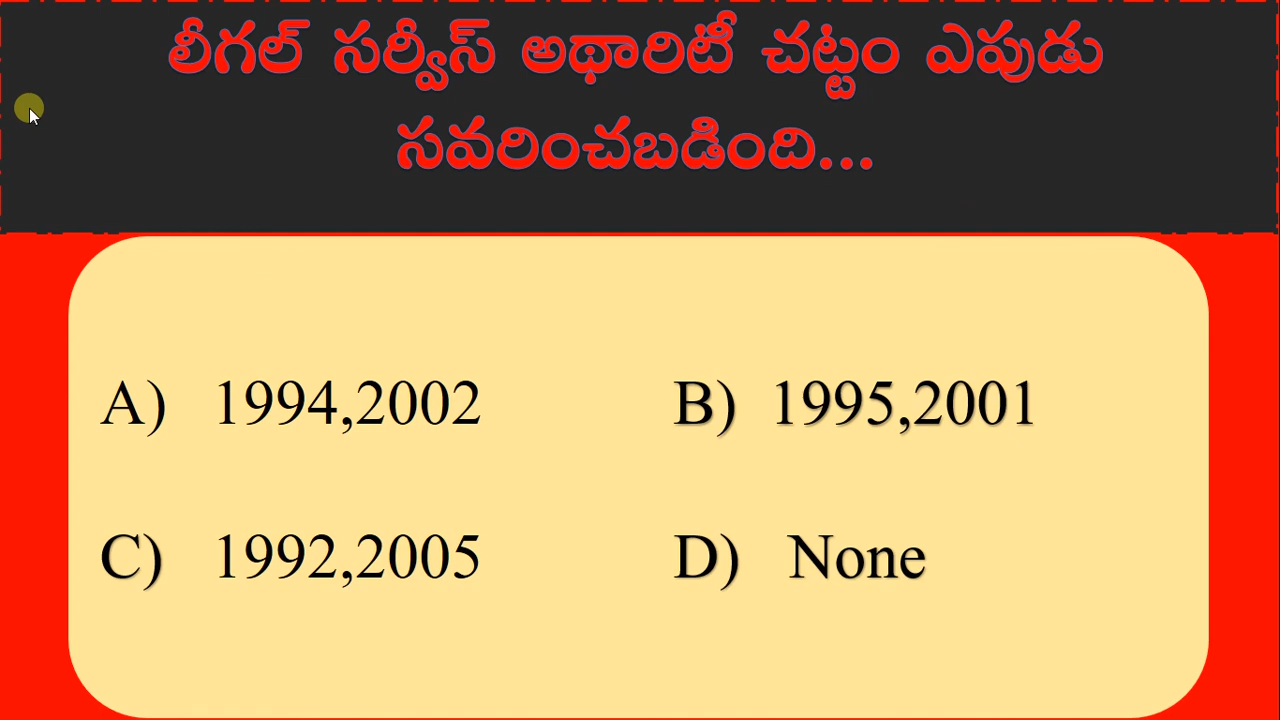 లీగల్ సర్వీస్ అథారిటీ చట్టం ఎపుడు
సవరించబడింది...
A) 1994,2002 B) 1995,2001
C) 1992,2005 D) None